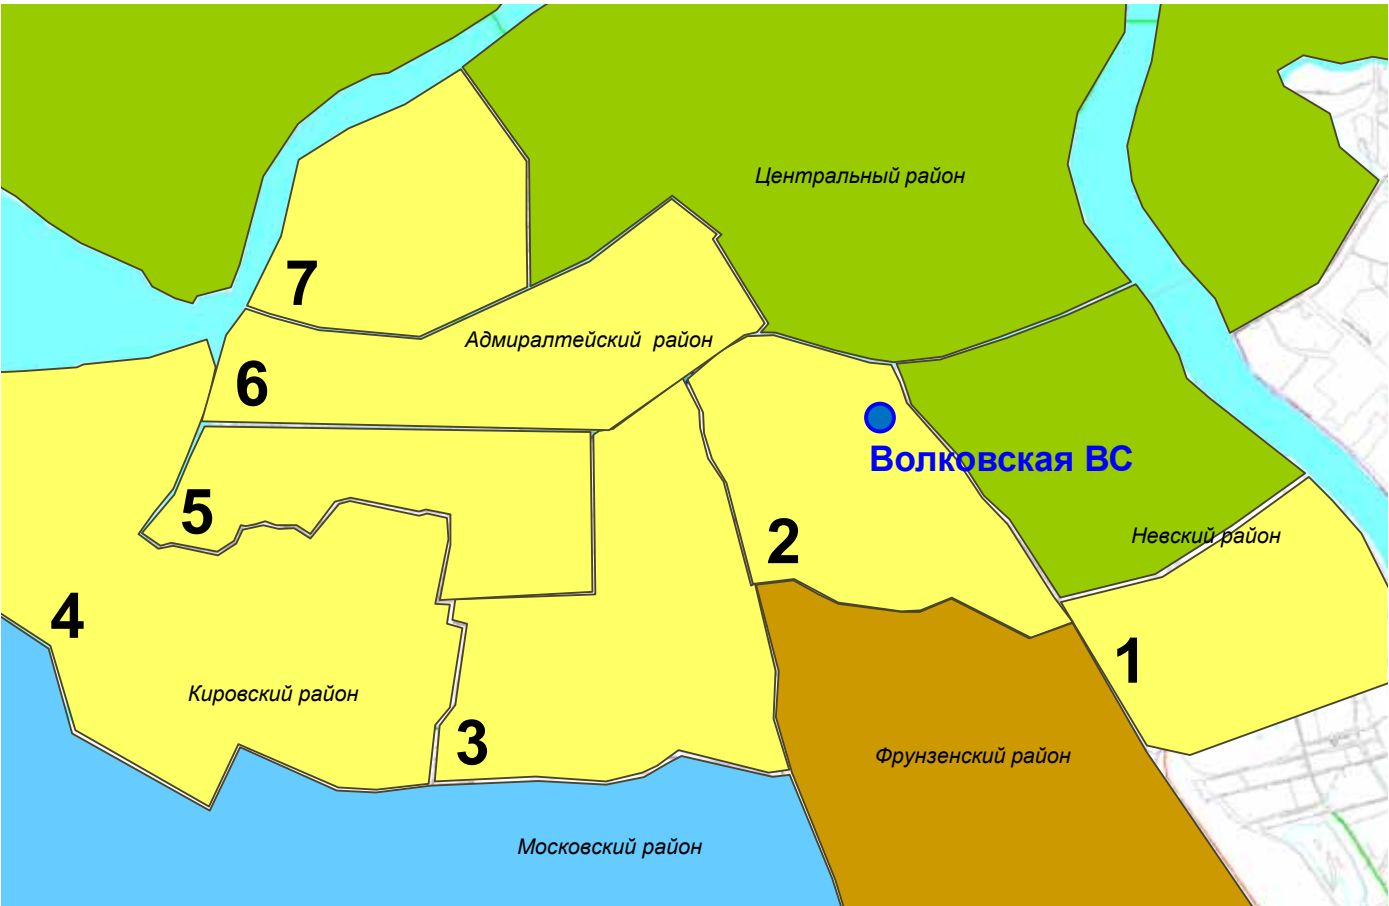 Центральный район
7
Адмиралтейский район
6
Волковская ВС
5
2
Невский район
4
1
Кировский район
3
Фрунзенский район
Московский район